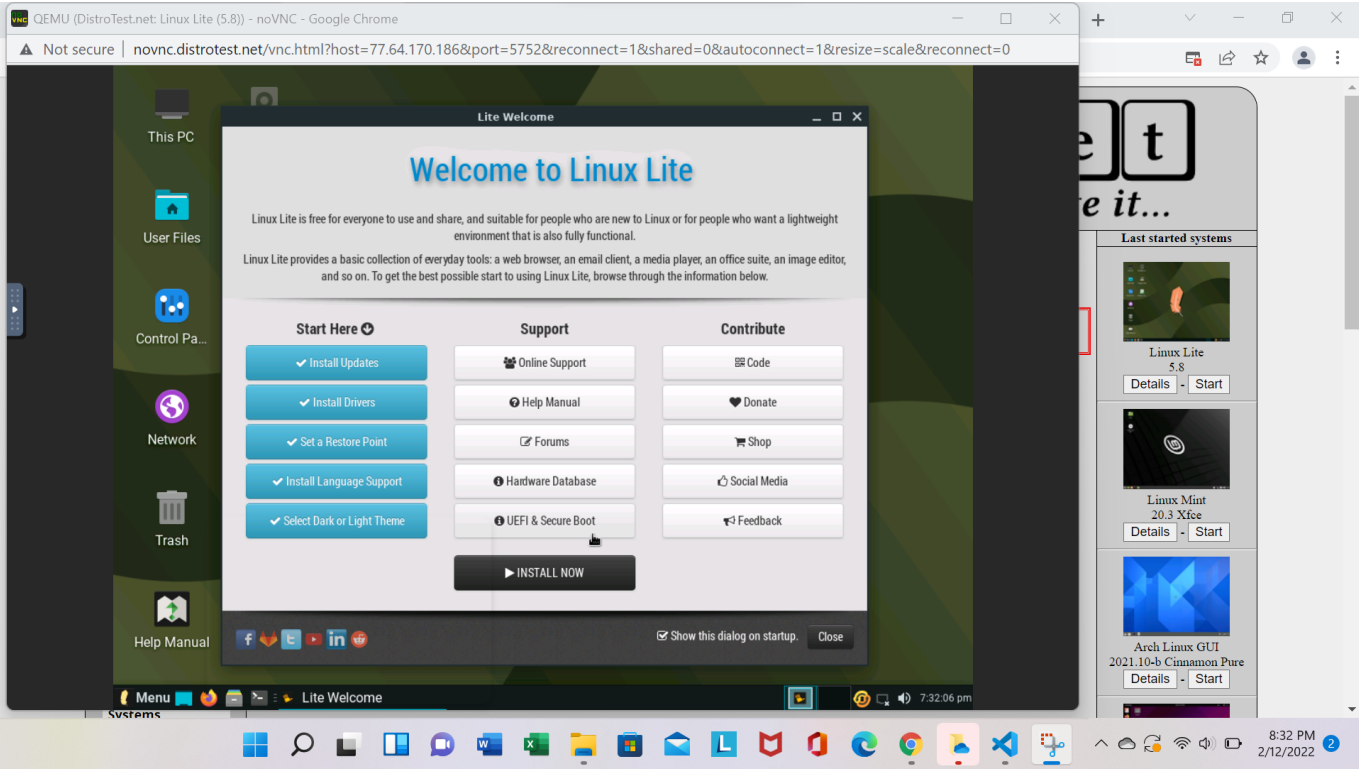 QEMU (DistroTest.net: Linux Lite (5.8)) - noVNC - Google Chrome
Not secure | novnc.distrotest.net/vnc.html?host=77.64.170.186&port=5752&reconnect=1&shared=0&autoconnect=1&resize=scale&reconnect=0
This PC
User Files
Control Pa...
Network
Trash
Help Manual
Lite Welcome
Welcome to Linux Lite
Linux Lite is free for everyone to use and share, and suitable for people who are new to Linux or for people who want a lightweight
environment that is also fully functional.
Linux Lite provides a basic collection of everyday tools: a web browser, an email client, a media player, an office suite, an image editor,
and so on. To get the best possible start to using Linux Lite, browse through the information below.
Start Here
Install Updates
Install Drivers
Set a Restore Point
Install Language Support
Select Dark or Light Theme
Support
Online Support
Help Manual
Forums
Hardware Database
UEFI & Secure Boot
Contribute
Code
Donate
Shop
Social Media
Feedback
INSTALL NOW
Show this dialog on startup.
Close
Menu
Lite Welcome
7:32:06 pm
e t
e it...
Last started systems
Linux Lite
5.8
Details - Start
Linux Mint
20.3 Xfce
Details - Start
Arch Linux GUI
2021.10-b Cinnamon Pure
Details - Start
Systems
8:32 PM
2/12/2022
2